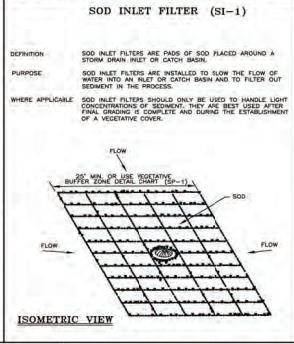 SOD INLET FILTER (SI-1)
DEFINITION SOD INLET FILTERS ARE PADS OF SOD PLACED AROUND A
STORM DRAIN INLET OR CATCH BASIN.
PURPOSE SOD INLET FILTERS ARE INSTALLED TO SLOW THE FLOW OF
WATER INTO AN NLET OR CATCH BASIN AND TO FILTER OUT
SEDIMENT IN THE PROCESS.
WHERE APPLICABLE SOD INLET FILTERS SHOULD ONLY BE USED TO HANDLE LIGHT
CONCENTRATIONS OF SEDIMENT. THEY ARE BEST USED AFTER
FINAL GRADING IS COMPLETE AND DURING THE ESTABLISHMENT
OF A VEGETATIVE COVER.
FLOW
25' MIN. OR USE VEGETATIVE
BUFFER ZONE DETAIL CHART (SP-1)
SOD
FLOW
FLOW
ISOMETRIC VIEW